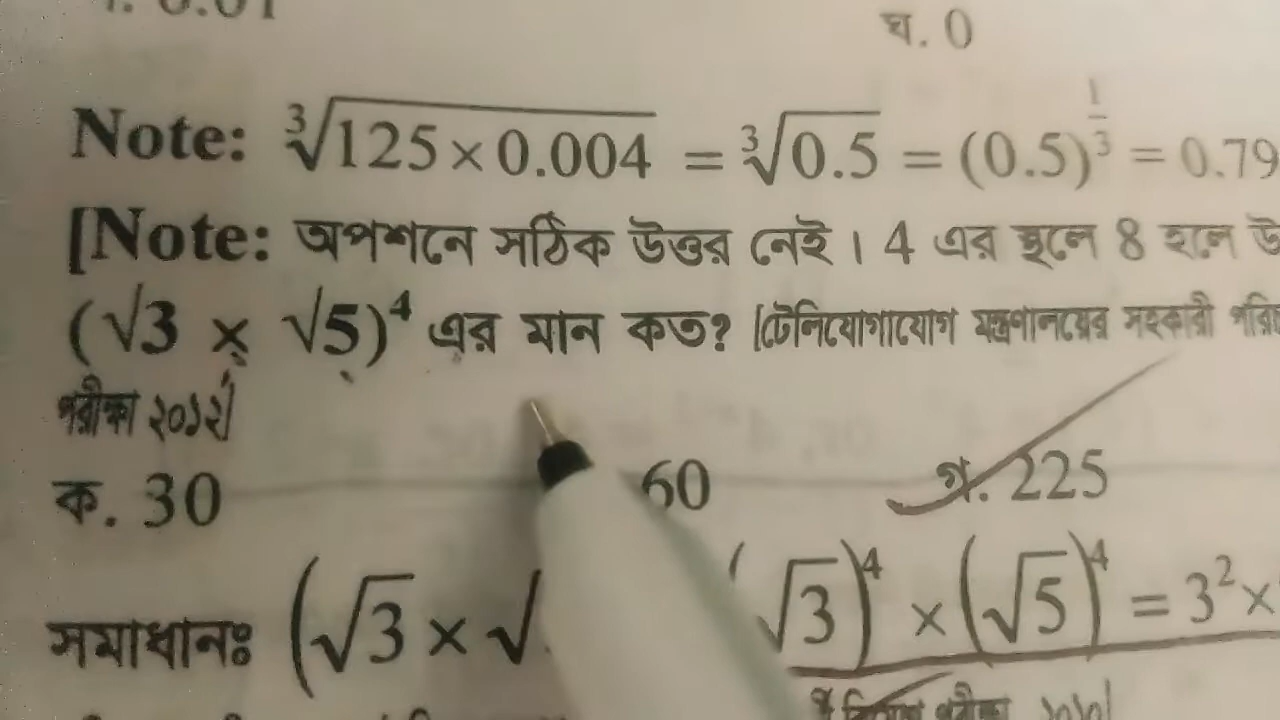 ঘ. 0
Note: ∛(125×0.004) = ∛0.5 = (0.5)^(1/3) = 0.79
[Note: অপশনে সঠিক উত্তর নেই। 4 এর স্থলে 8 হলে
(√3 × √5)⁴ এর মান কত? [টেলিযোগাযোগ মন্ত্রণালয়ের সহকারী
পরীক্ষা ২০১২]
ক. 30 60 গ. 225
সমাধানঃ (√3 × √ √3)⁴ × (√5)⁴ = 3² ×
পরীক্ষা